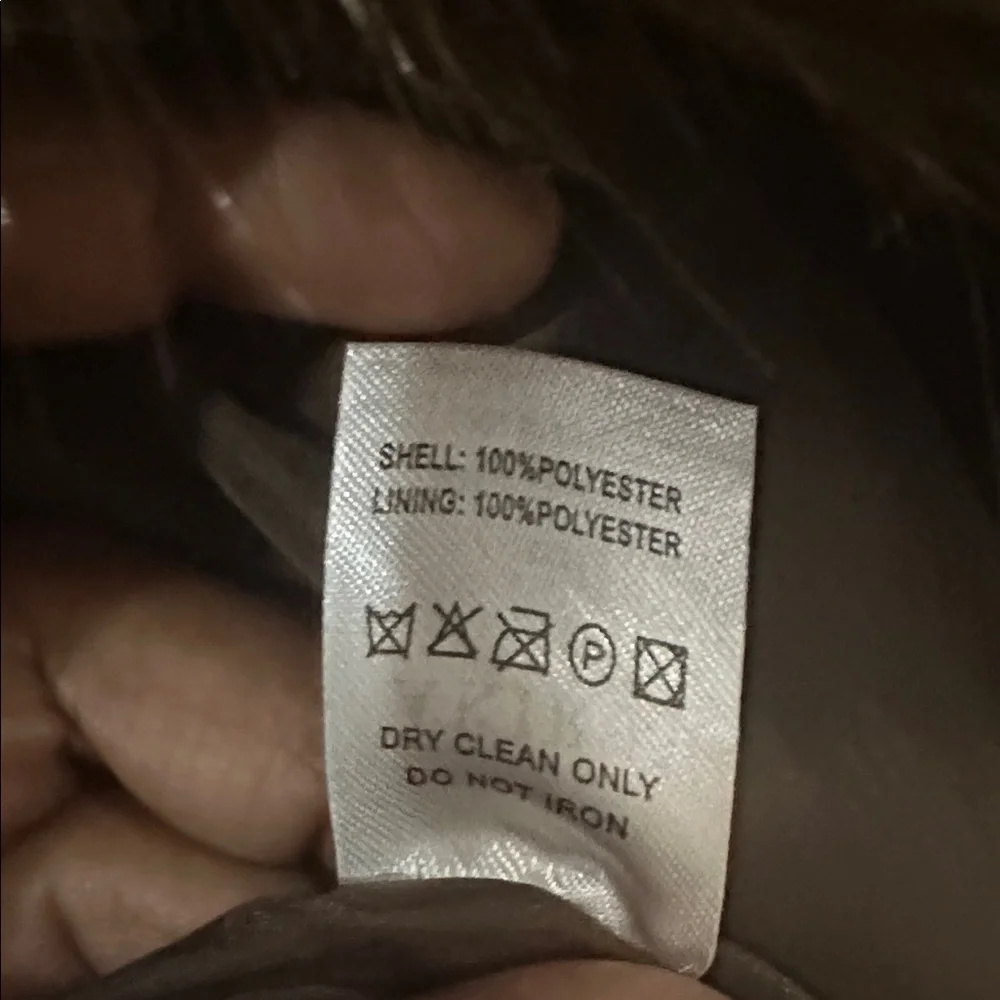 SHELL: 100%POLYESTER
LINING: 100%POLYESTER
P
DRY CLEAN ONLY
DO NOT IRON